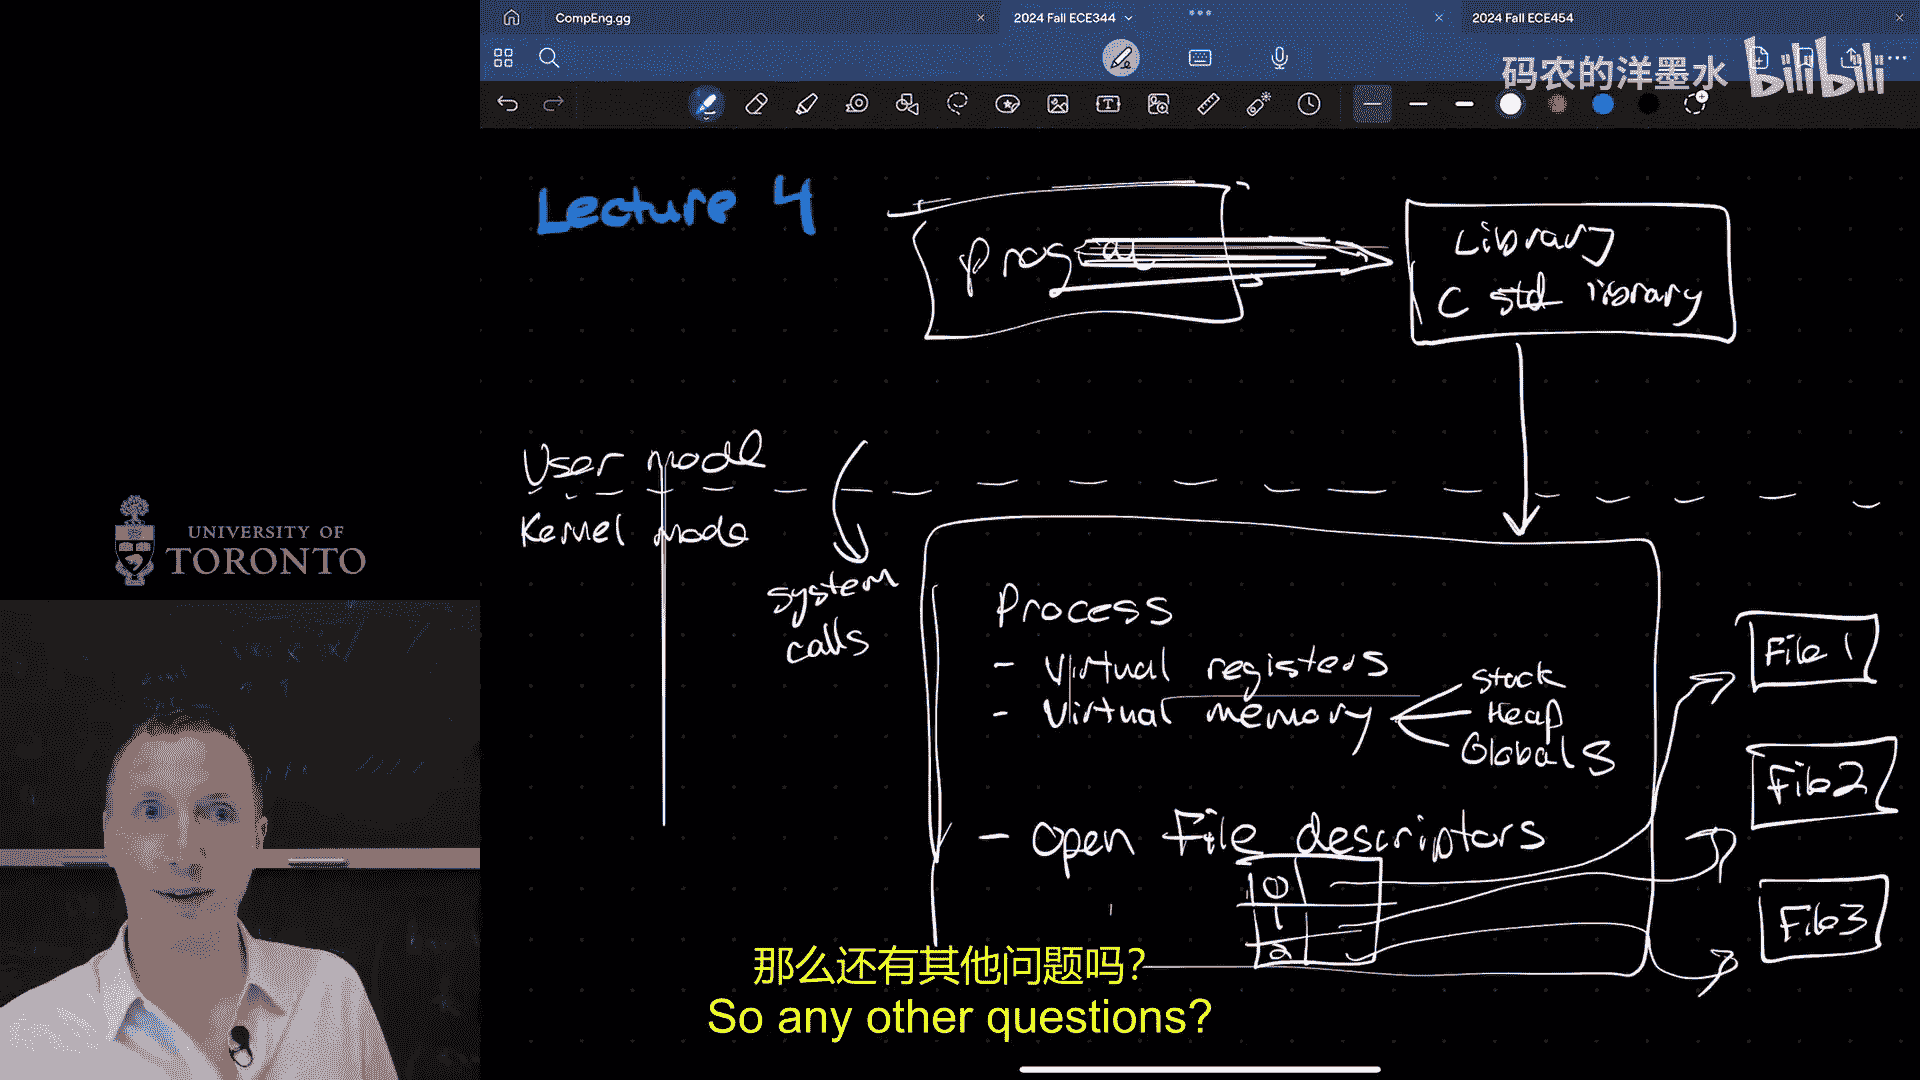 CompEng.gg
2024 Fall ECE344
2024 Fall ECE454
码农的洋墨水 bilibili
Lecture 4
Library
C std library
User mode
Kernel mode
system
calls
UNIVERSITY OF
TORONTO
Process
- Virtual registers
- Virtual memory
Stack
Heap
Globals
- open File descriptors
0
1
2
File 1
File2
File3
那么还有其他问题吗?
So any other questions?